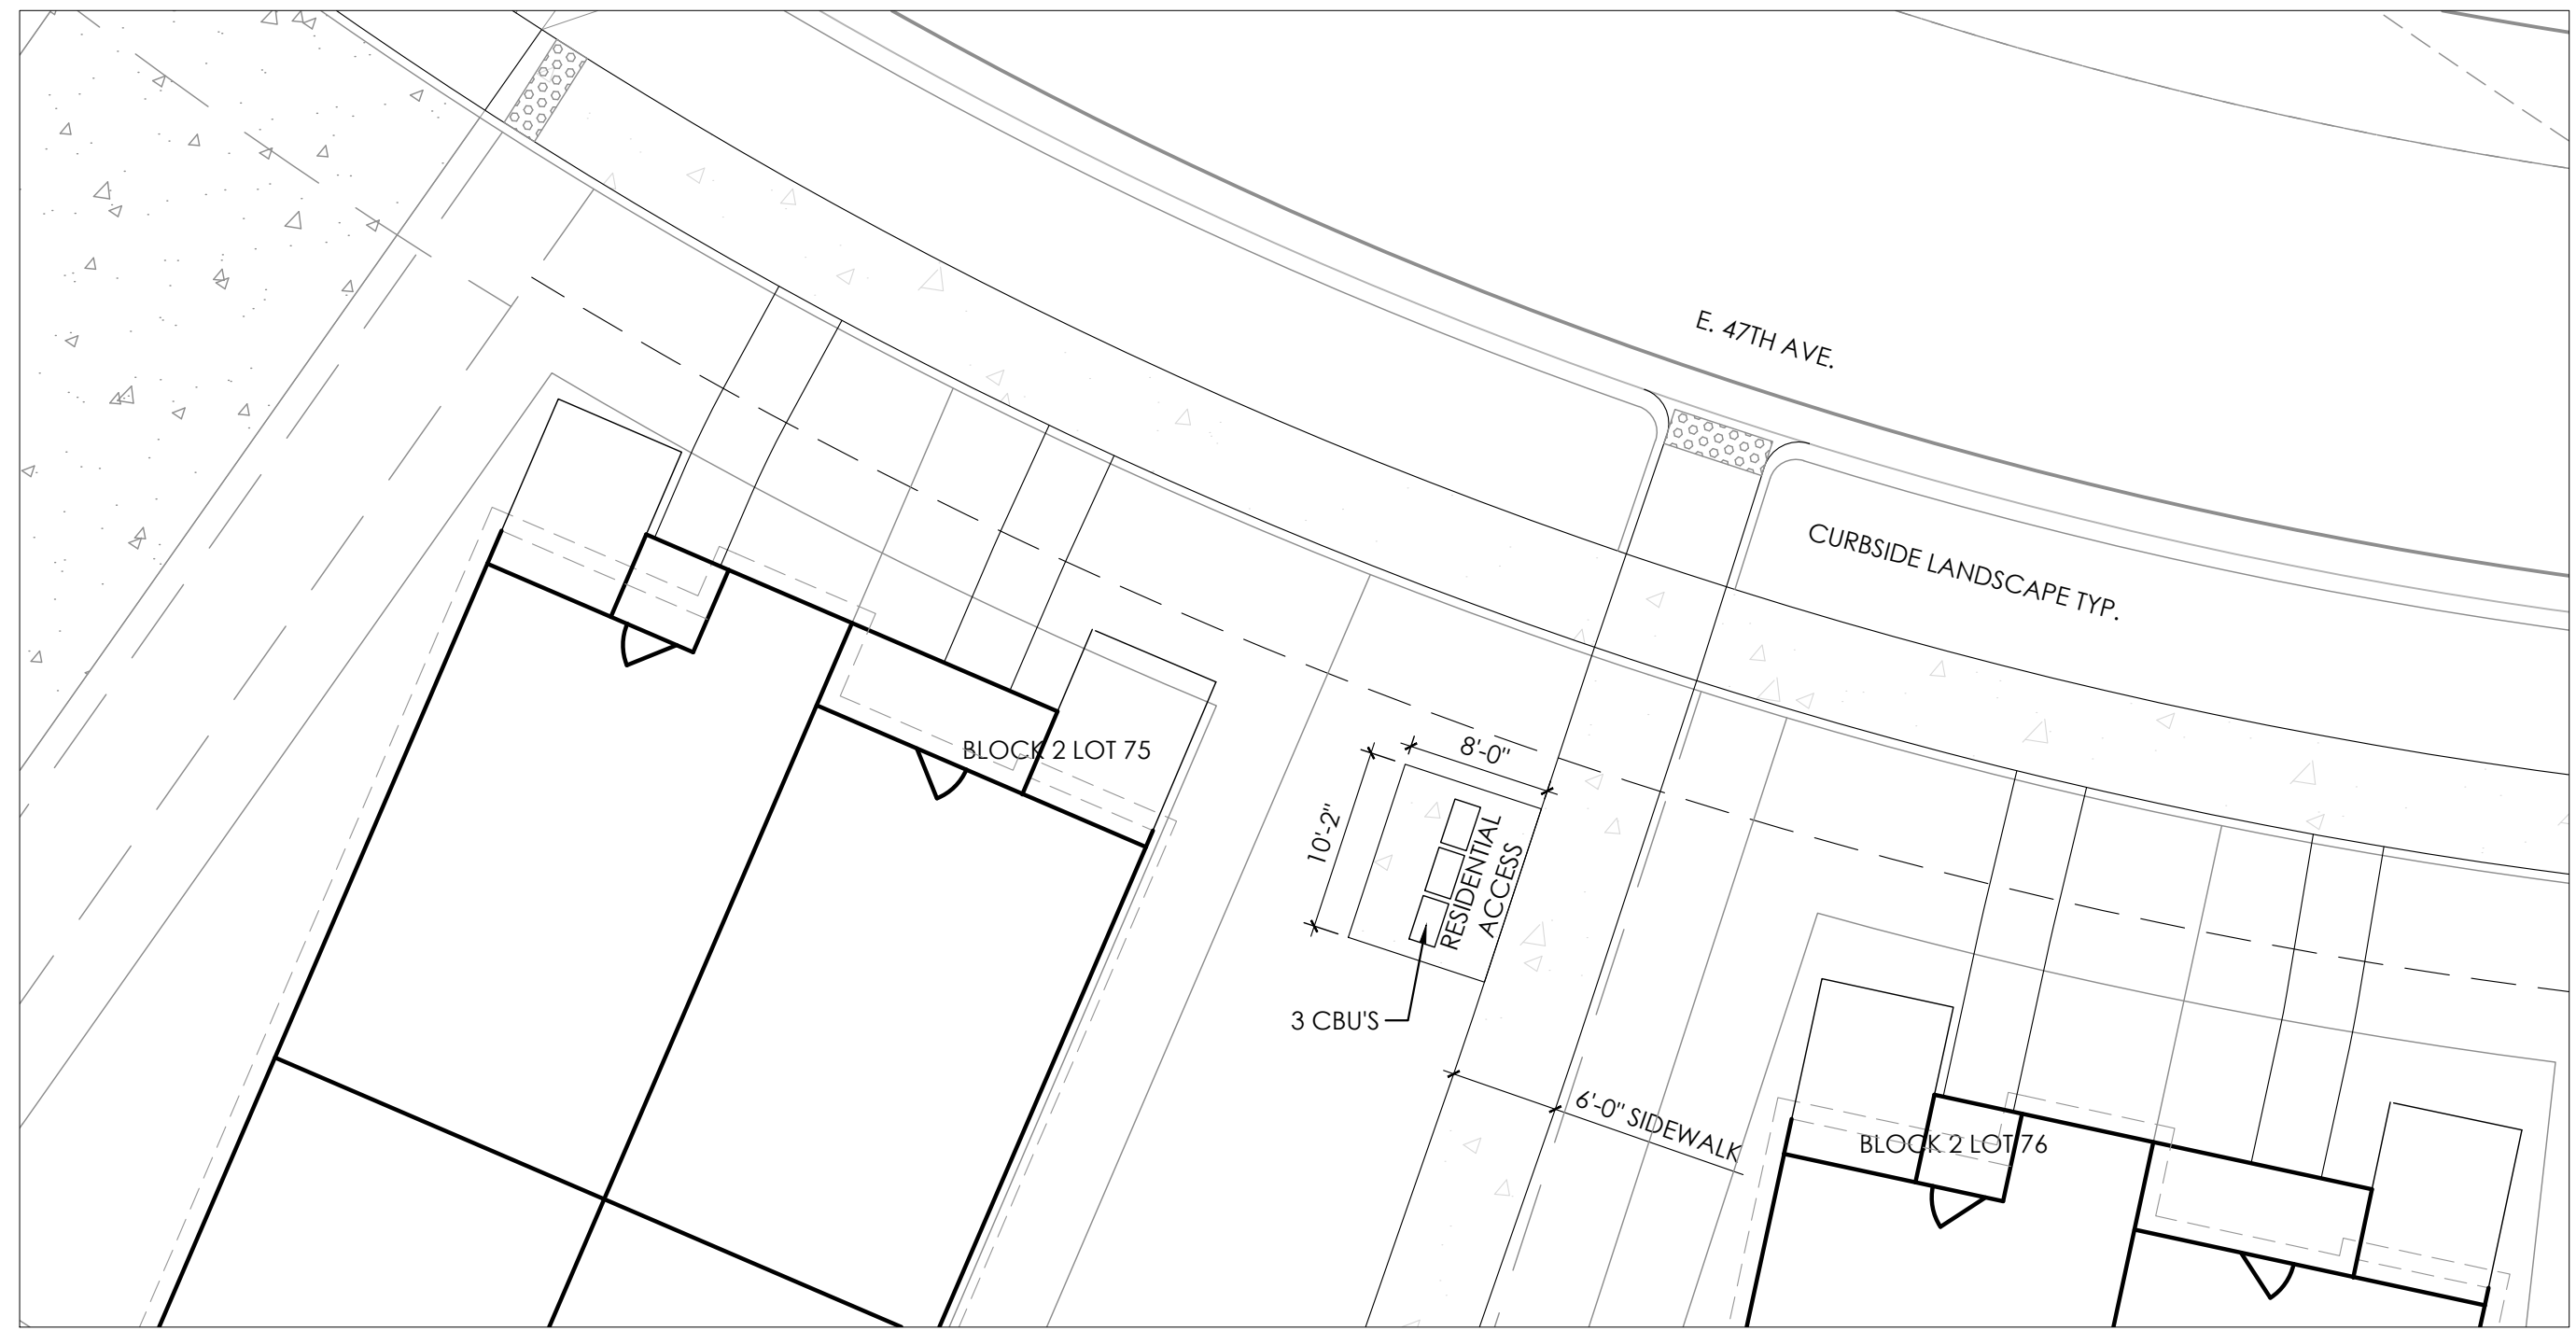 E. 47TH AVE.
CURBSIDE LANDSCAPE TYP.
BLOCK 2 LOT 75
8'-0"
10'-2"
RESIDENTIAL
ACCESS
3 CBU'S
6'-0" SIDEWALK
BLOCK 2 LOT 76